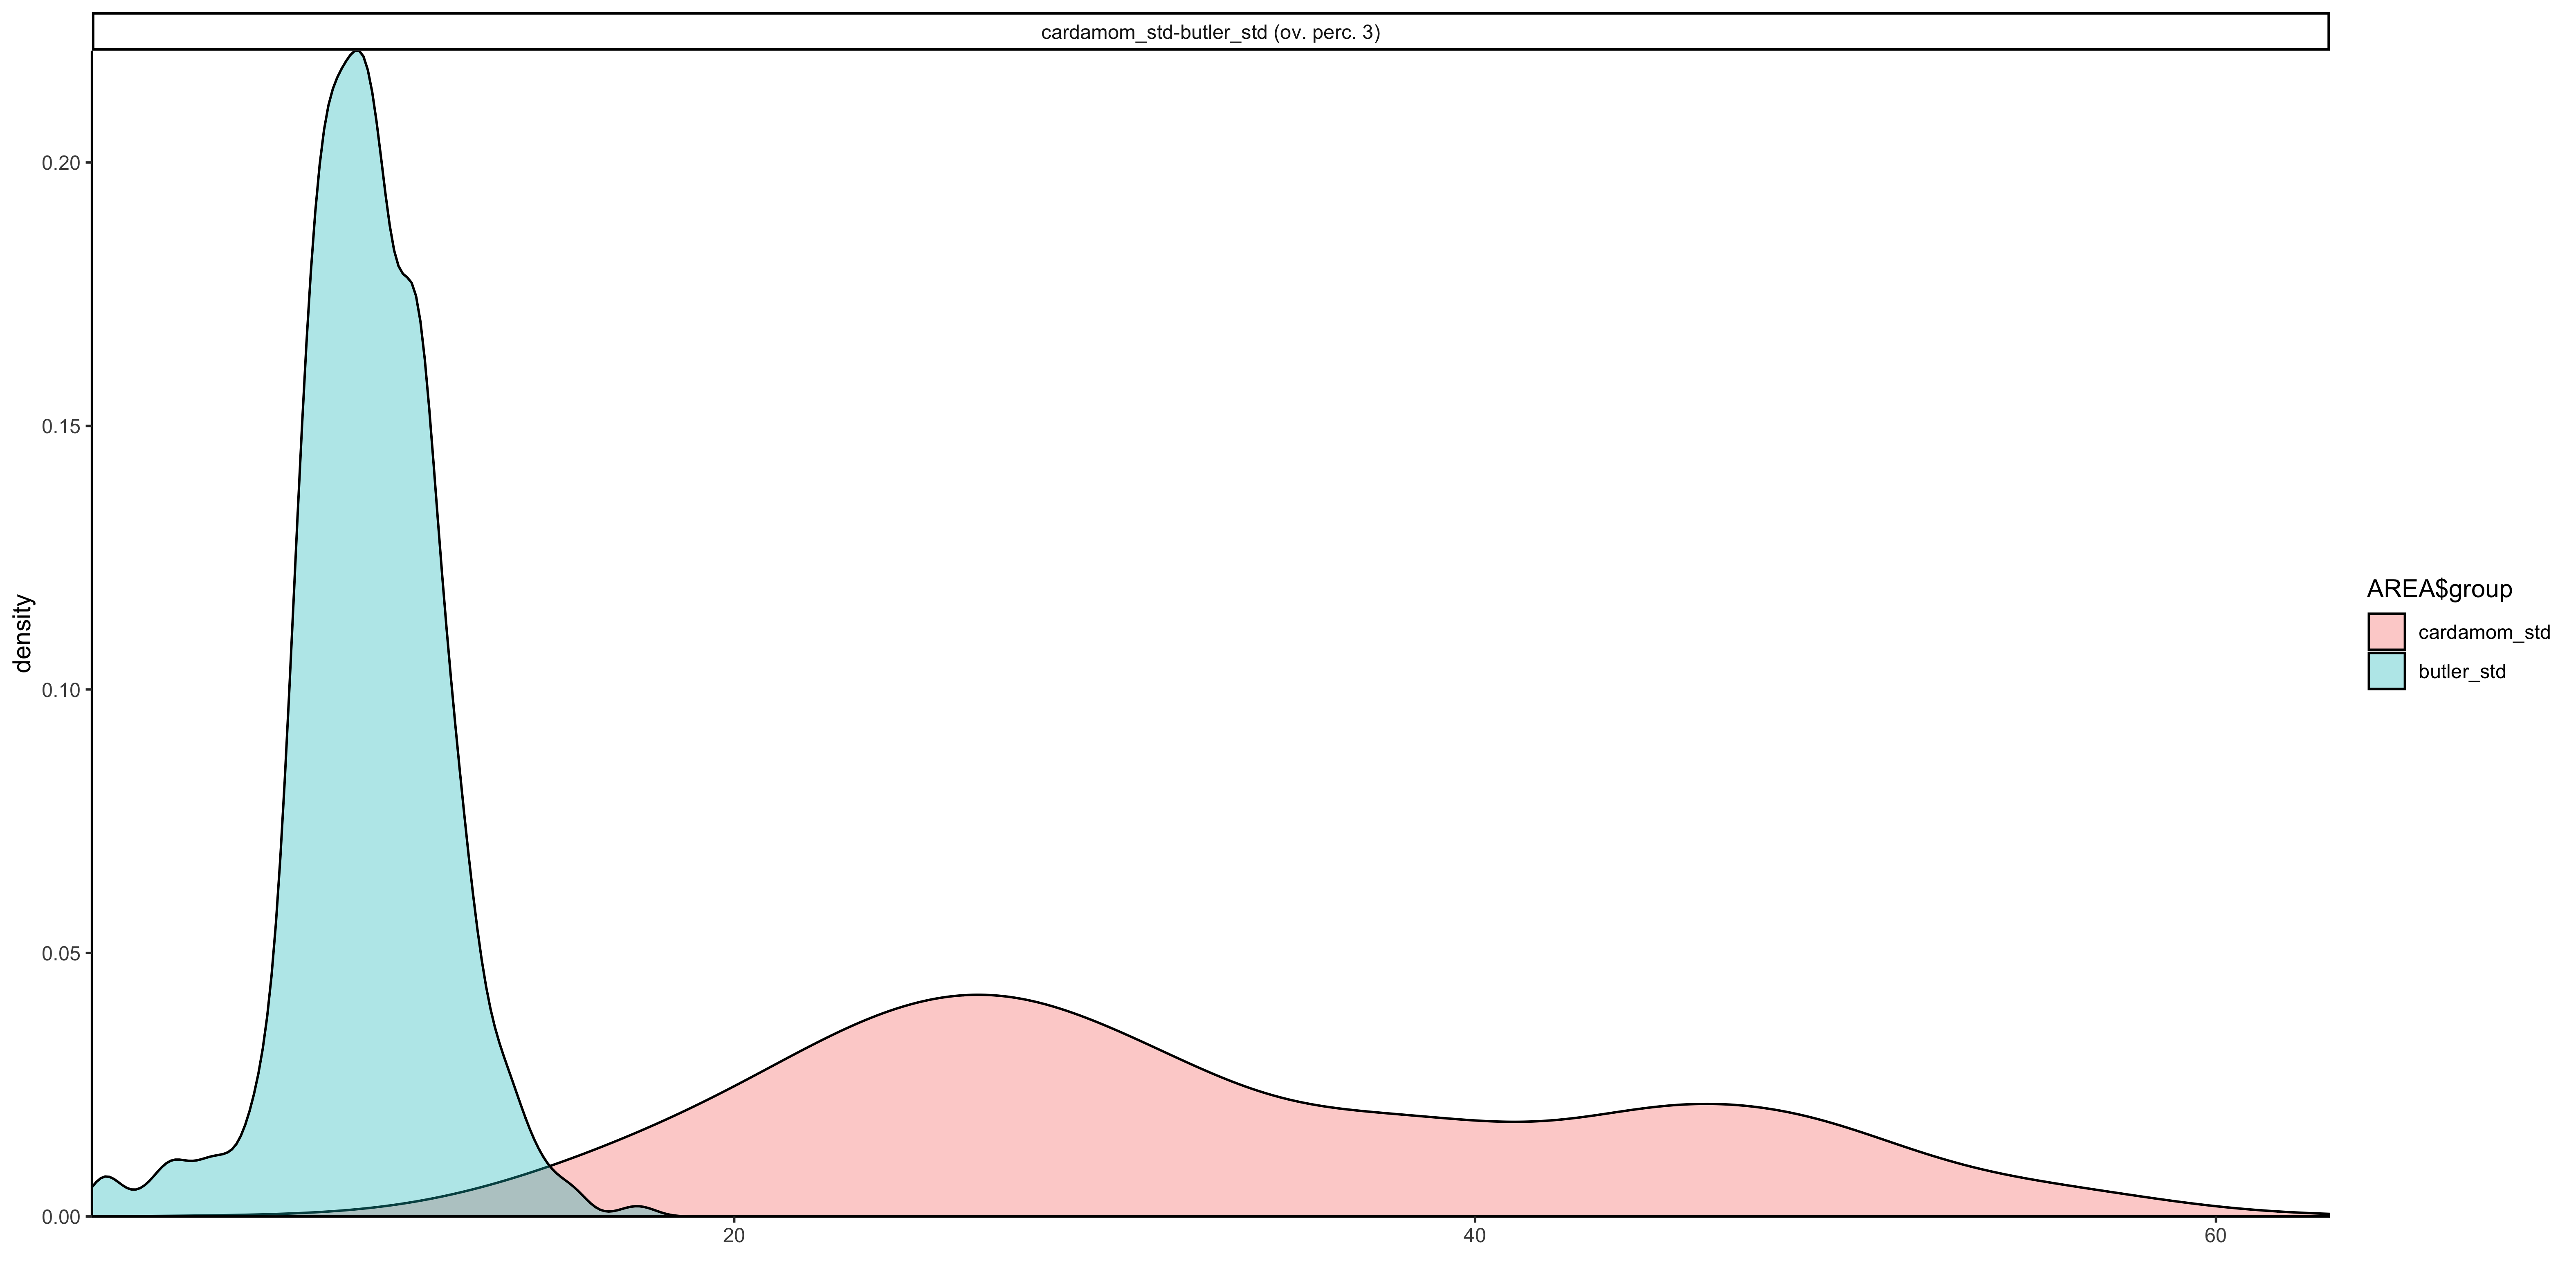 cardamom_std-butler_std (ov. perc. 3)
0.20
0.15
0.10
0.05
0.00
density
20
40
60
AREA$group
cardamom_std
butler_std